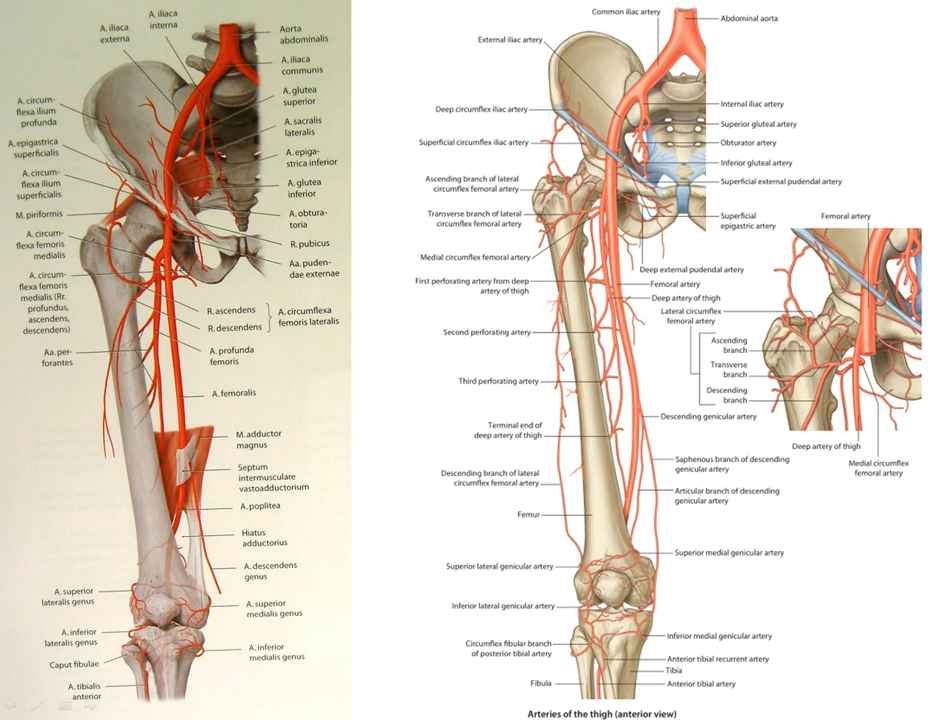 A. iliaca
interna
A. iliaca
externa
Aorta
abdominalis
A. iliaca
communis
A. glutea
superior
A. sacralis
lateralis
A. epiga-
strica inferior
A. glutea
inferior
A. obtura-
toria
R. pubicus
Aa. puden-
dae externae
A. circum-
flexa ilium
profunda
A. epigastrica
superficialis
A. circum-
flexa ilium
superficialis
M. piriformis
A. circum-
flexa femoris
medialis
A. circum-
flexa femoris
medialis (Rr.
profundus,
ascendens,
descendens)
Aa. per-
forantes
R. ascendens
R. descendens
A. circumflexa
femoris lateralis
A. profunda
femoris
A. femoralis
M. adductor
magnus
Septum
intermusculare
vastoadductorium
A. poplitea
Hiatus
adductorius
A. descendens
genus
A. superior
lateralis genus
A. superior
medialis genus
A. inferior
lateralis genus
A. inferior
medialis genus
Caput fibulae
A. tibialis
anterior
Common iliac artery
Abdominal aorta
External iliac artery
Deep circumflex iliac artery
Superficial circumflex iliac artery
Ascending branch of lateral
circumflex femoral artery
Transverse branch of lateral
circumflex femoral artery
Medial circumflex femoral artery
First perforating artery from deep
artery of thigh
Second perforating artery
Third perforating artery
Terminal end of
deep artery of thigh
Descending branch of lateral
circumflex femoral artery
Femur
Superior lateral genicular artery
Inferior lateral genicular artery
Circumflex fibular branch
of posterior tibial artery
Fibula
Internal iliac artery
Superior gluteal artery
Obturator artery
Inferior gluteal artery
Superficial external pudendal artery
Superficial
epigastric artery
Deep external pudendal artery
Femoral artery
Deep artery of thigh
Lateral circumflex
femoral artery
Ascending
branch
Transverse
branch
Descending
branch
Descending genicular artery
Saphenous branch of descending
genicular artery
Articular branch of descending
genicular artery
Superior medial genicular artery
Inferior medial genicular artery
Anterior tibial recurrent artery
Tibia
Anterior tibial artery
Femoral artery
Deep artery of thigh
Medial circumflex
femoral artery
Arteries of the thigh (anterior view)